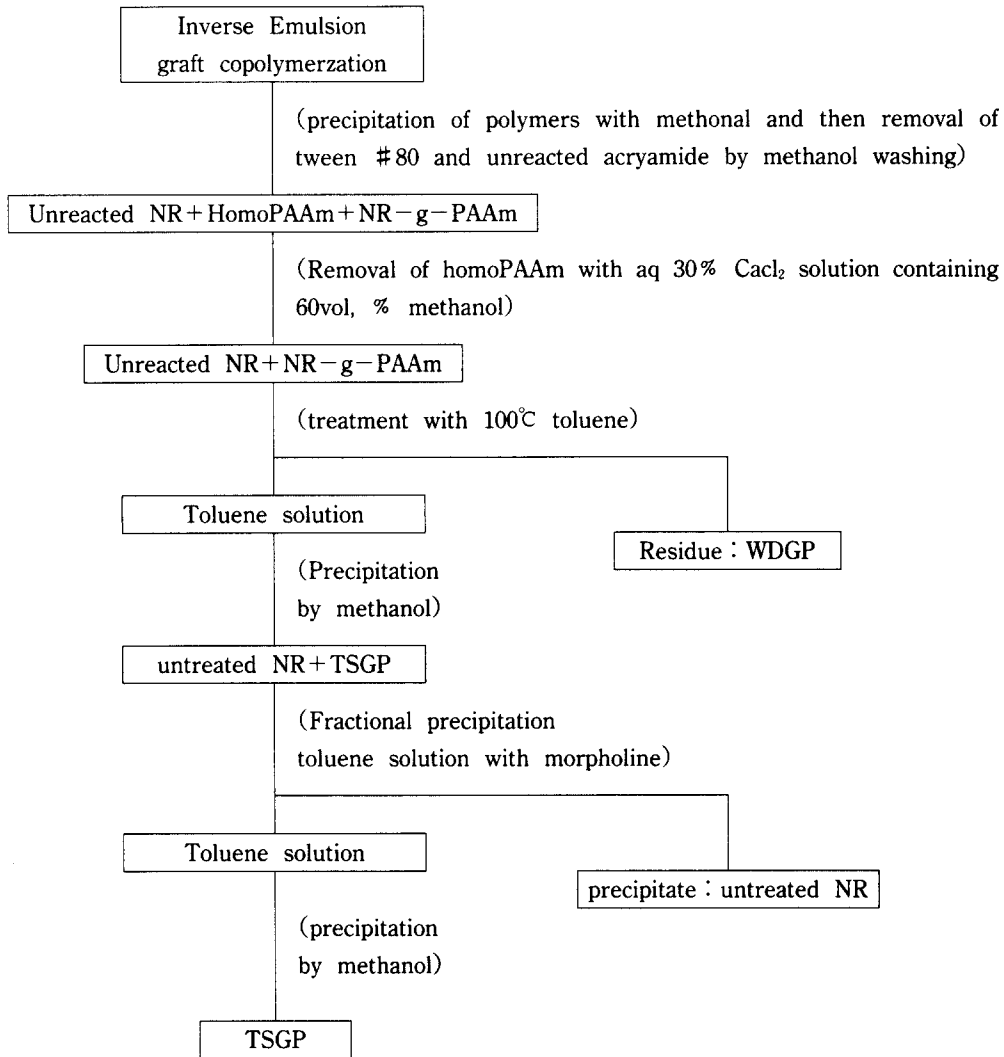 Inverse Emulsion
graft copolymerzation
(precipitation of polymers with methonal and then removal of
tween #80 and unreacted acryamide by methanol washing)
Unreacted NR+HomoPAAm+NR-g-PAAm
(Removal of homoPAAm with aq 30% Cacl₂ solution containing
60vol, % methanol)
Unreacted NR+NR-g-PAAm
(treatment with 100℃ toluene)
Toluene solution
Residue : WDGP
(Precipitation
by methanol)
untreated NR+TSGP
(Fractional precipitation
toluene solution with morpholine)
Toluene solution
precipitate : untreated NR
(precipitation
by methanol)
TSGP